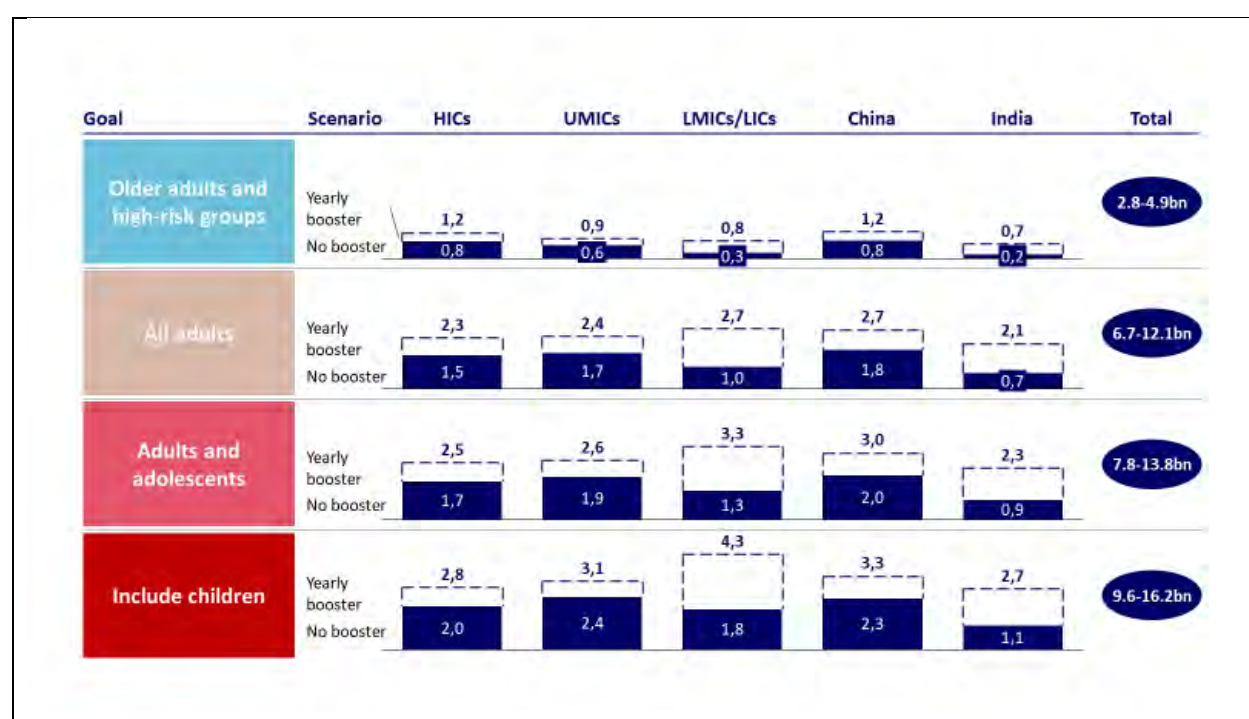 Goal Scenario HICs UMICs LMICs/LICs China India Total
Older adults and
high-risk groups
Yearly
booster
No booster
1,2 0,9 0,8 1,2 0,7
0,8 0,6 0,3 0,8 0,2
2.8-4.9bn
All adults
Yearly
booster
No booster
2,3 2,4 2,7 2,7 2,1
1,5 1,7 1,0 1,8 0,7
6.7-12.1bn
Adults and
adolescents
Yearly
booster
No booster
2,5 2,6 3,3 3,0 2,3
1,7 1,9 1,3 2,0 0,9
7.8-13.8bn
Include children
Yearly
booster
No booster
2,8 3,1 4,3 3,3 2,7
2,0 2,4 1,8 2,3 1,1
9.6-16.2bn